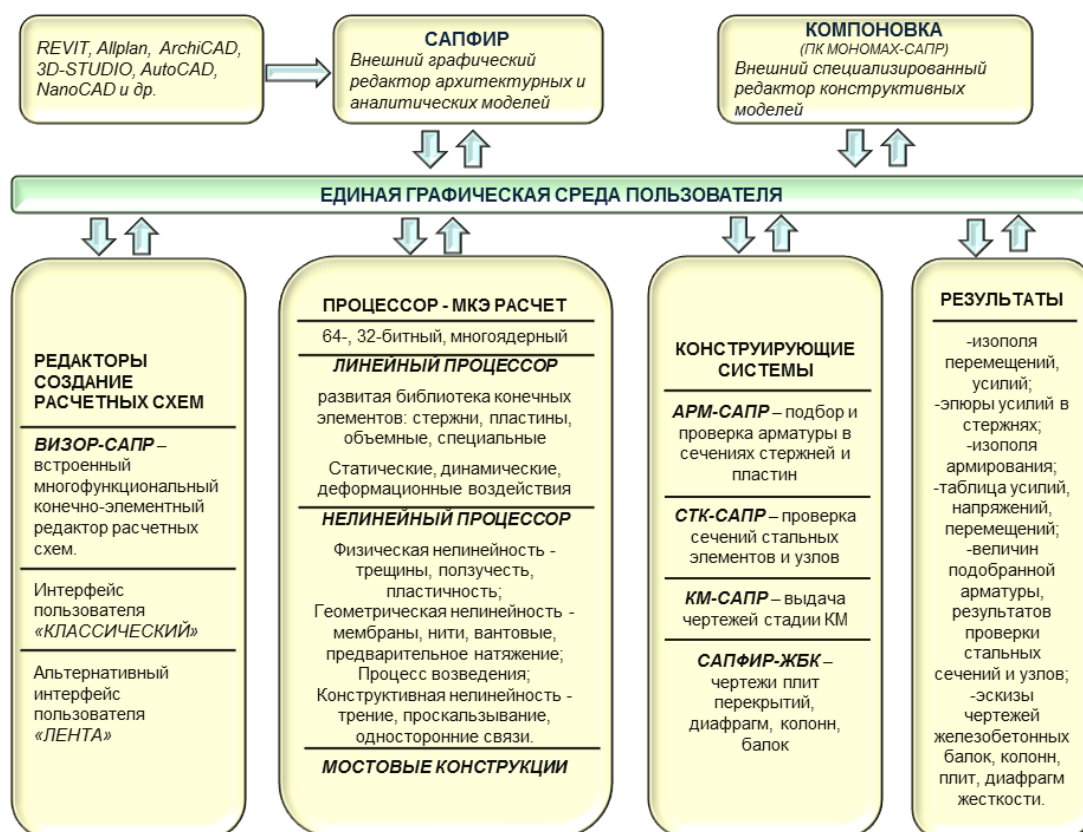 REVIT, Allplan, ArchiCAD,
3D-STUDIO, AutoCAD,
NanoCAD и др.
САПФИР
Внешний графический
редактор архитектурных и
аналитических моделей
КОМПОНОВКА
(ПК МОНОМАХ-САПР)
Внешний специализированный
редактор конструктивных
моделей
ЕДИНАЯ ГРАФИЧЕСКАЯ СРЕДА ПОЛЬЗОВАТЕЛЯ
РЕДАКТОРЫ
СОЗДАНИЕ
РАСЧЕТНЫХ СХЕМ
ВИЗОР-САПР –
встроенный
многофункциональный
конечно-элементный
редактор расчетных
схем.
Интерфейс
пользователя
«КЛАССИЧЕСКИЙ»
Альтернативный
интерфейс
пользователя
«ЛЕНТА»
ПРОЦЕССОР - МКЭ РАСЧЕТ
64-, 32-битный, многоядерный
ЛИНЕЙНЫЙ ПРОЦЕССОР
развитая библиотека конечных
элементов: стержни, пластины,
объемные, специальные
Статические, динамические,
деформационные воздействия
НЕЛИНЕЙНЫЙ ПРОЦЕССОР
Физическая нелинейность -
трещины, ползучесть,
пластичность;
Геометрическая нелинейность -
мембраны, нити, вантовые,
предварительное натяжение;
Процесс возведения;
Конструктивная нелинейность -
трение, проскальзывание,
односторонние связи.
МОСТОВЫЕ КОНСТРУКЦИИ
КОНСТРУИРУЮЩИЕ
СИСТЕМЫ
АРМ-САПР – подбор и
проверка арматуры в
сечениях стержней и
пластин
СТК-САПР – проверка
сечений стальных
элементов и узлов
КМ-САПР – выдача
чертежей стадии КМ
САПФИР-ЖБК –
чертежи плит
перекрытий,
диафрагм, колонн,
балок
РЕЗУЛЬТАТЫ
-изополя
перемещений,
усилий;
-эпюры усилий в
стержнях;
-изополя
армирования;
-таблица усилий,
напряжений,
перемещений;
-величин
подобранной
арматуры,
результатов
проверки
стальных
сечений и узлов;
-эскизы
чертежей
железобетонных
балок, колонн,
плит, диафрагм
жесткости.